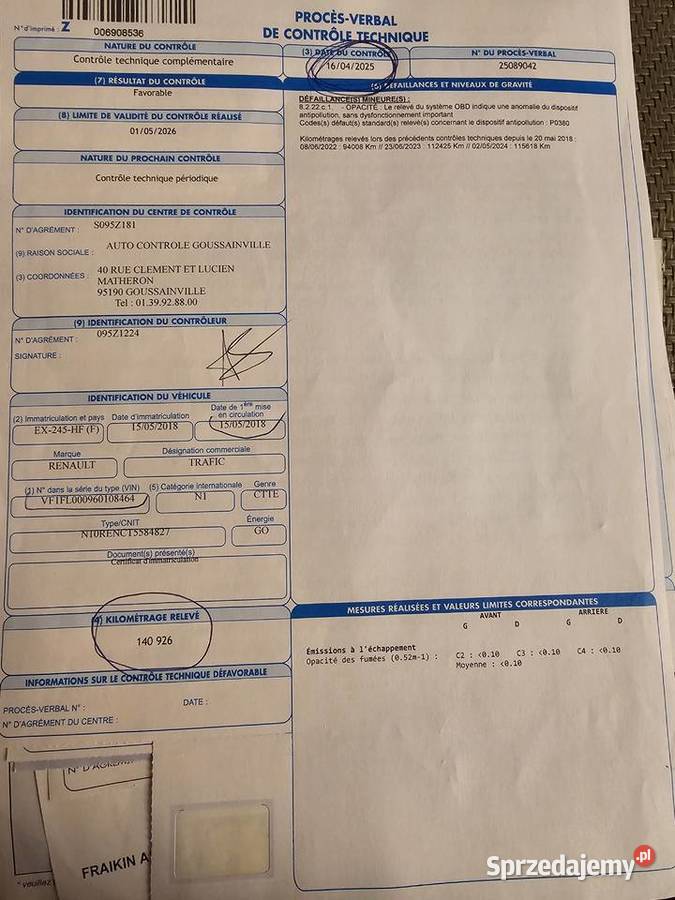 N°d'imprimé : Z 006908536
PROCÈS-VERBAL
DE CONTRÔLE TECHNIQUE
NATURE DU CONTRÔLE
Contrôle technique complémentaire
(3) DATE DU CONTRÔLE
16/04/2025
N° DU PROCÈS-VERBAL
25089042
(7) RÉSULTAT DU CONTRÔLE
Favorable
(8) LIMITE DE VALIDITÉ DU CONTRÔLE RÉALISÉ
01/05/2026
NATURE DU PROCHAIN CONTRÔLE
Contrôle technique périodique
(6) DÉFAILLANCES ET NIVEAUX DE GRAVITÉ
DÉFAILLANCE(S) MINEURE(S) :
8.2.22.c.1. - OPACITÉ : Le relevé du système OBD indique une anomalie du dispositif
antipollution, sans dysfonctionnement important
Codes(s) défaut(s) standard(s) relevé(s) concernant le dispositif antipollution : P0380
Kilométrages relevés lors des précédents contrôles techniques depuis le 20 mai 2018 :
08/06/2022 : 94008 Km // 23/06/2023 : 112425 Km // 02/05/2024 : 115618 Km
IDENTIFICATION DU CENTRE DE CONTRÔLE
N° D'AGRÉMENT : S095Z181
(9) RAISON SOCIALE : AUTO CONTROLE GOUSSAINVILLE
(3) COORDONNÉES : 40 RUE CLEMENT ET LUCIEN
MATHERON
95190 GOUSSAINVILLE
Tel : 01.39.92.88.00
(9) IDENTIFICATION DU CONTRÔLEUR
N° D'AGRÉMENT : 095Z1224
SIGNATURE :
IDENTIFICATION DU VÉHICULE
(2) Immatriculation et pays
EX-245-HF (F)
Date d'immatriculation
15/05/2018
Date de 1ère mise
en circulation
15/05/2018
Marque
RENAULT
Désignation commerciale
TRAFIC
(1) N° dans la série du type (VIN)
VF1FL000960108464
(5) Catégorie internationale
N1
Genre
CTTE
Type/CNIT
N10RENCT5584827
Énergie
GO
Document(s) présenté(s)
Certificat d'immatriculation
(4) KILOMÉTRAGE RELEVÉ
140 926
INFORMATIONS SUR LE CONTRÔLE TECHNIQUE DÉFAVORABLE
PROCÈS-VERBAL N° :
DATE :
N° D'AGRÉMENT DU CENTRE :
MESURES RÉALISÉES ET VALEURS LIMITES CORRESPONDANTES
AVANT ARRIERE
G D G D
Émissions à l'échappement
Opacité des fumées (0.52m-1) : C2 : <0.10 C3 : <0.10 C4 : <0.10
Moyenne : <0.10
N° D'AGRÉM
FRAIKIN A
* veuillez
Sprzedajemy.pl